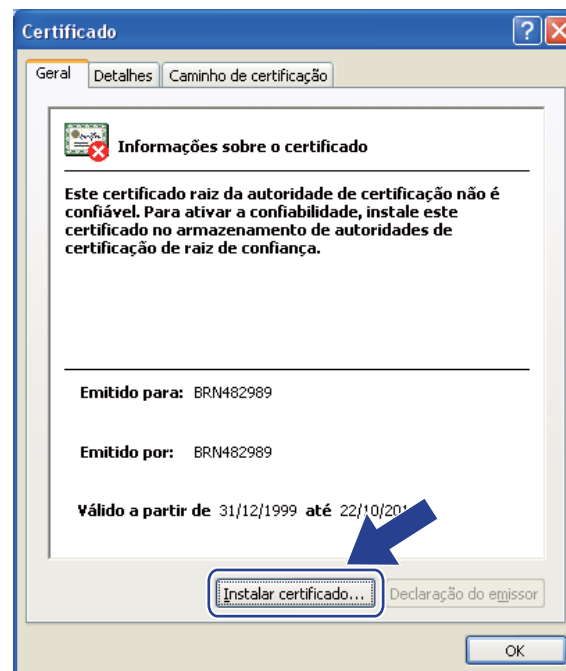 Certificado
Geral Detalhes Caminho de certificação
Informações sobre o certificado
Este certificado raiz da autoridade de certificação não é
confiável. Para ativar a confiabilidade, instale este
certificado no armazenamento de autoridades de
certificação de raiz de confiança.
Emitido para: BRN482989
Emitido por: BRN482989
Válido a partir de 31/12/1999 até
Instalar certificado... Declaração do emissor
OK